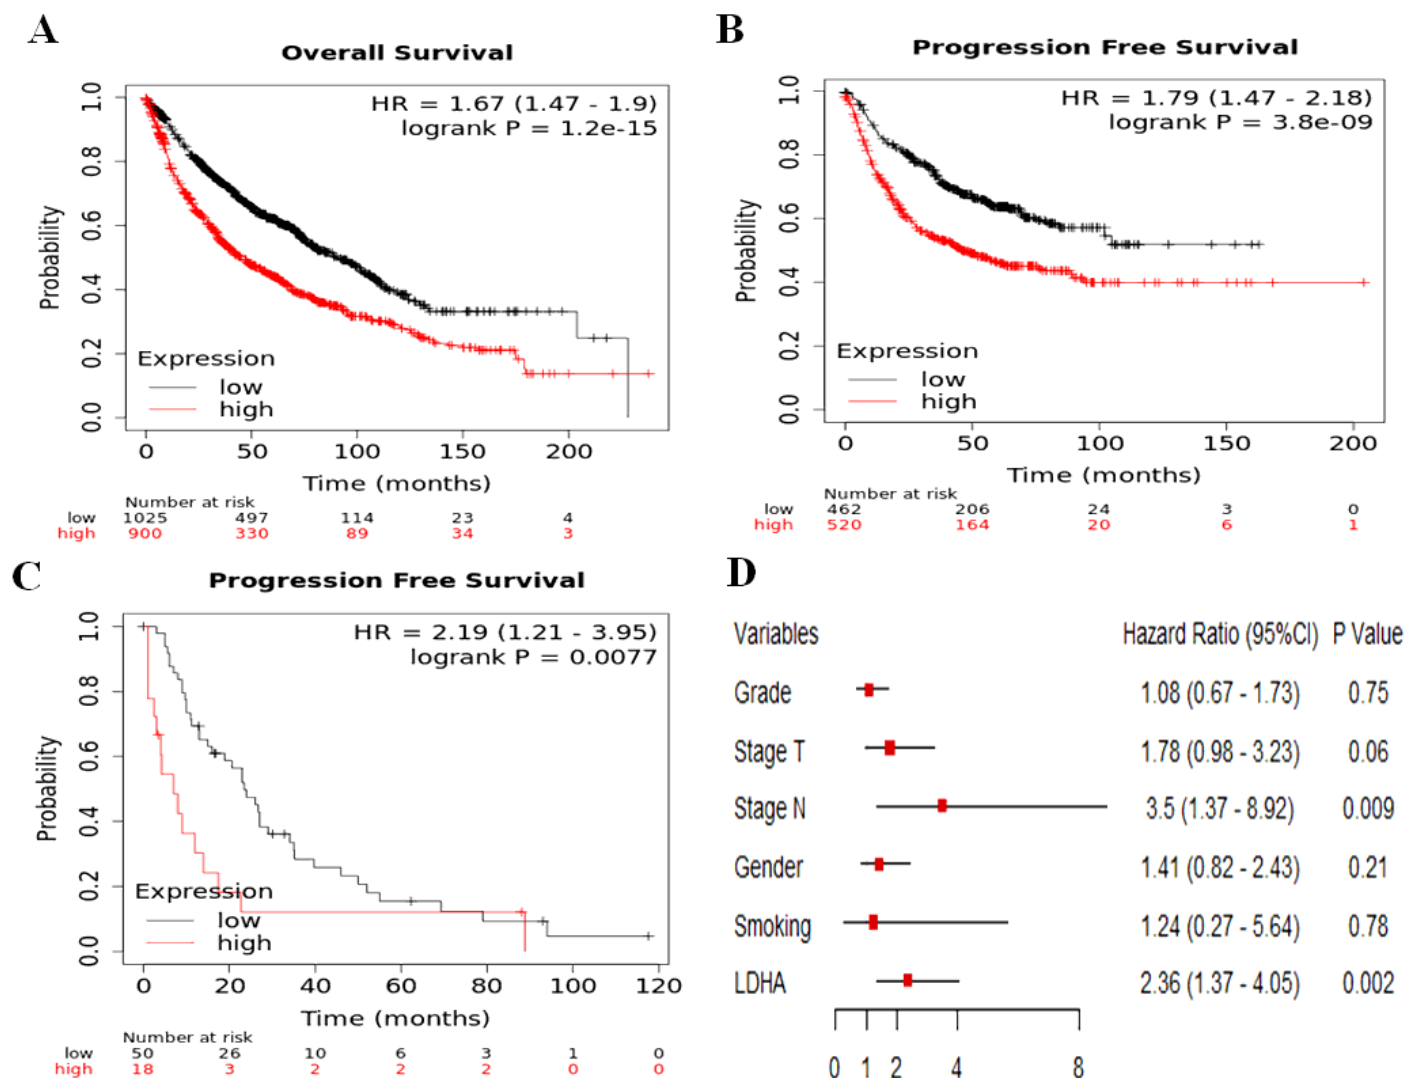 A
Overall Survival
HR = 1.67 (1.47 - 1.9)
logrank P = 1.2e-15
Probability
1.0
0.8
0.6
0.4
0.2
0.0
Expression
low
high
0 50 100 150 200
Time (months)
Number at risk
low 1025 497 114 23 4
high 900 330 89 34 3
B
Progression Free Survival
HR = 1.79 (1.47 - 2.18)
logrank P = 3.8e-09
Probability
1.0
0.8
0.6
0.4
0.2
0.0
Expression
low
high
0 50 100 150 200
Time (months)
Number at risk
low 462 206 24 3 0
high 520 164 20 6 1
C
Progression Free Survival
HR = 2.19 (1.21 - 3.95)
logrank P = 0.0077
Probability
1.0
0.8
0.6
0.4
0.2
0.0
Expression
low
high
0 20 40 60 80 100 120
Time (months)
Number at risk
low 50 26 10 6 3 1 0
high 18 3 2 2 2 0 0
D
Variables Hazard Ratio (95%CI) P Value
Grade 1.08 (0.67 - 1.73) 0.75
Stage T 1.78 (0.98 - 3.23) 0.06
Stage N 3.5 (1.37 - 8.92) 0.009
Gender 1.41 (0.82 - 2.43) 0.21
Smoking 1.24 (0.27 - 5.64) 0.78
LDHA 2.36 (1.37 - 4.05) 0.002
0 1 2 4 8